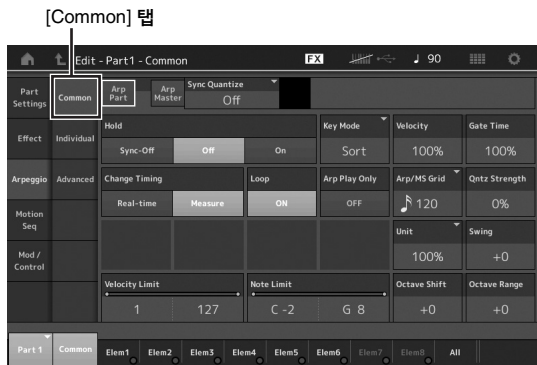 [Common] 탭
Edit - Part1 - Common
FX
♩ 90
Part Settings
Common
Arp Part
Arp Master
Sync Quantize
Off
Effect
Individual
Hold
Sync-Off
Off
On
Key Mode
Sort
Velocity
100%
Gate Time
100%
Arpeggio
Advanced
Change Timing
Real-time
Measure
Loop
ON
Arp Play Only
OFF
Arp/MS Grid
120
Qntz Strength
0%
Motion Seq
Unit
100%
Swing
+0
Mod / Control
Velocity Limit
1
127
Note Limit
C -2
G 8
Octave Shift
+0
Octave Range
+0
Part 1
Common
Elem1
Elem2
Elem3
Elem4
Elem5
Elem6
Elem7
Elem8
All